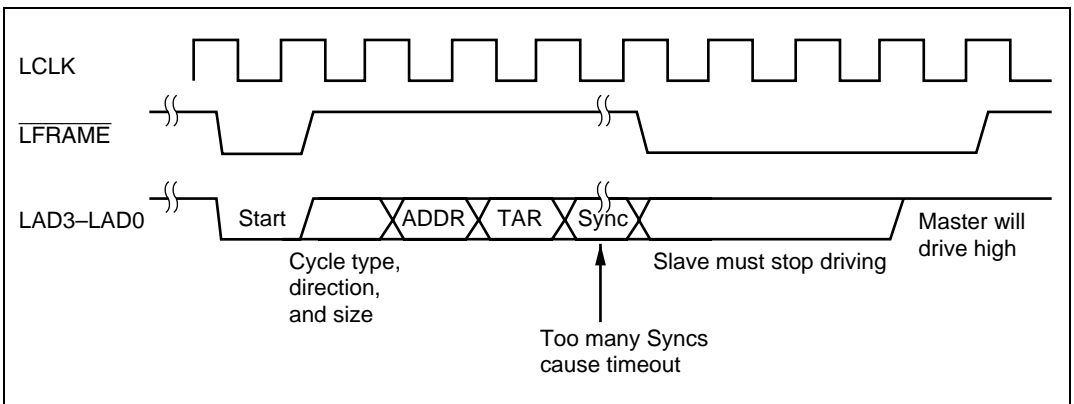 LCLK
LFRAME
LAD3–LAD0
Start
ADDR
TAR
Sync
Cycle type,
direction,
and size
Slave must stop driving
Master will
drive high
Too many Syncs
cause timeout